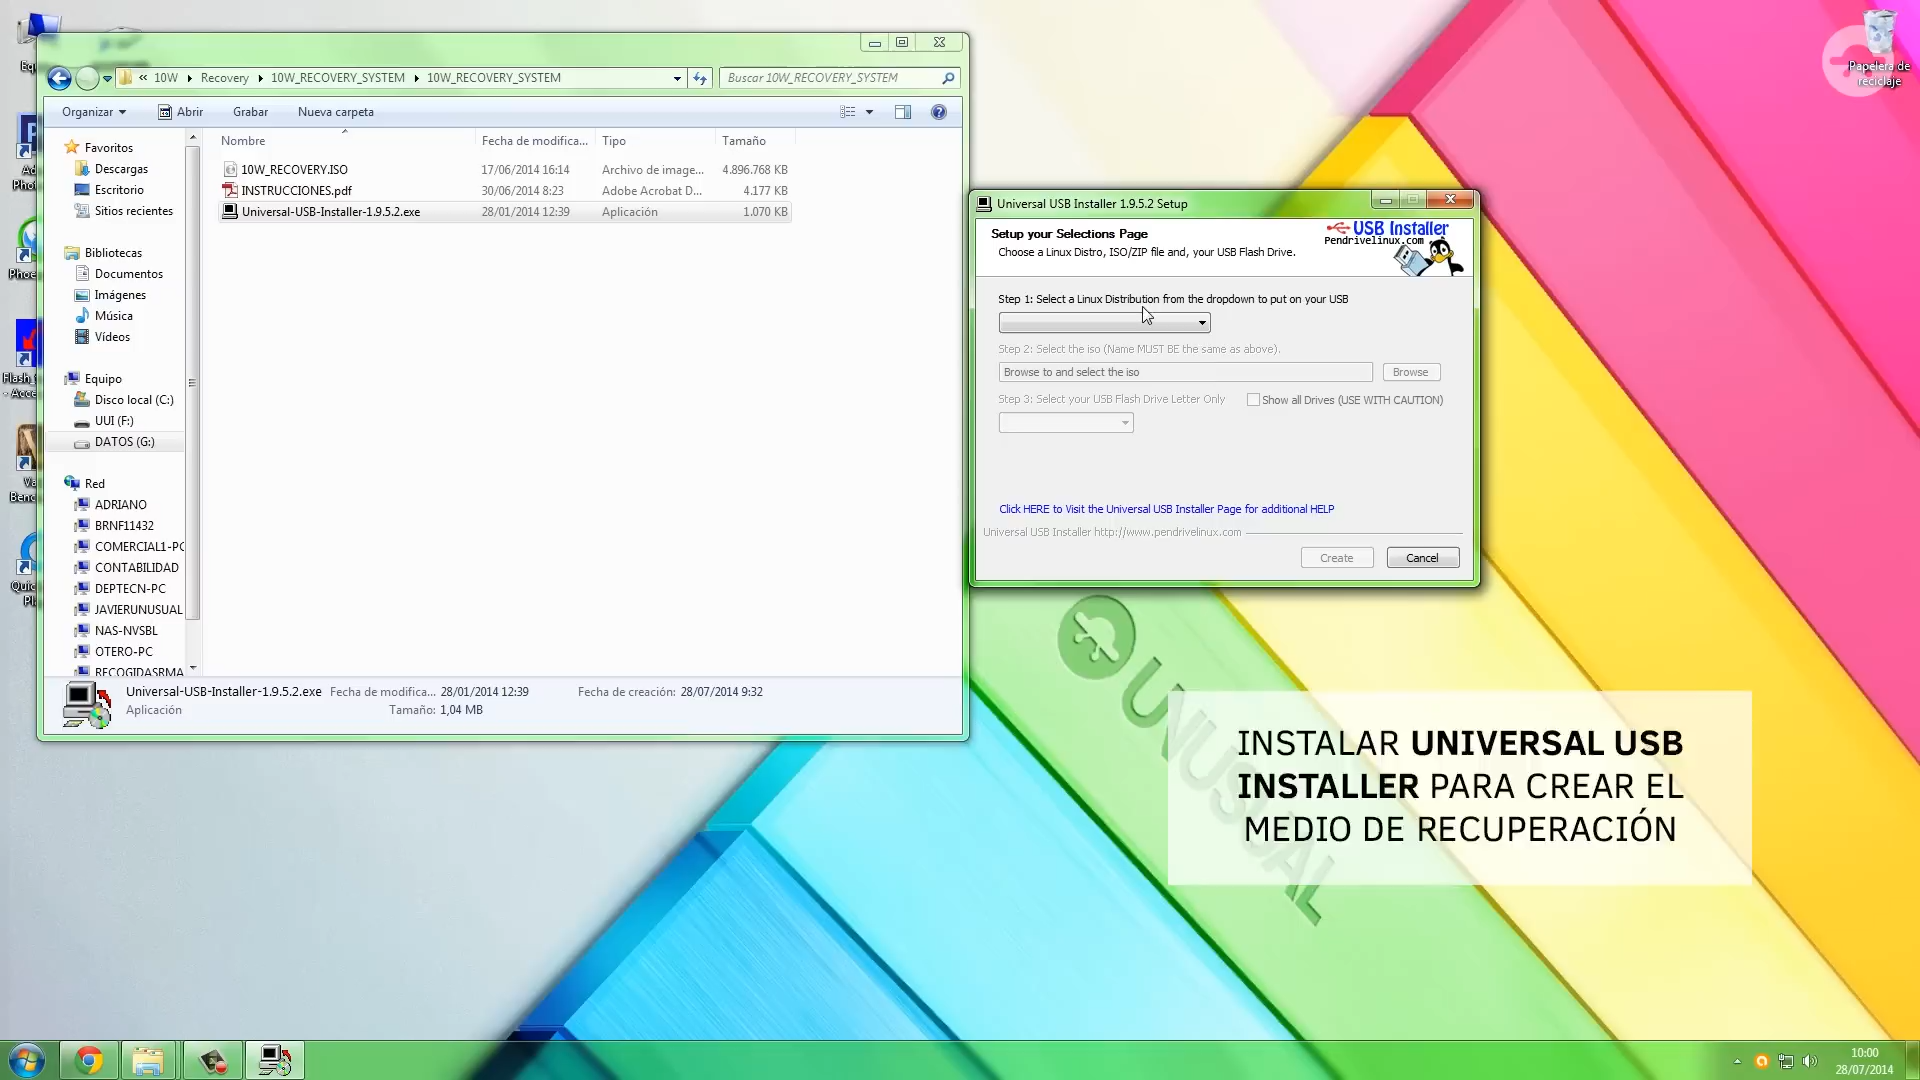 10W Recovery 10W_RECOVERY_SYSTEM 10W_RECOVERY_SYSTEM
Buscar 10W_RECOVERY_SYSTEM
Organizar Abrir Grabar Nueva carpeta
Nombre Fecha de modifica... Tipo Tamaño
10W_RECOVERY.ISO 17/06/2014 16:14 Archivo de image... 4.896.768 KB
INSTRUCCIONES.pdf 30/06/2014 8:23 Adobe Acrobat D... 4.177 KB
Universal-USB-Installer-1.9.5.2.exe 28/01/2014 12:39 Aplicación 1.070 KB
Favoritos
Descargas
Escritorio
Sitios recientes
Bibliotecas
Documentos
Imágenes
Música
Vídeos
Equipo
Disco local (C:)
UUI (F:)
DATOS (G:)
Red
ADRIANO
BRNF11432
COMERCIAL1-PC
CONTABILIDAD
DEPTECN-PC
JAVIERUNUSUAL
NAS-NVSBL
OTERO-PC
RECOGIDASRMA
Universal-USB-Installer-1.9.5.2.exe Fecha de modifica... 28/01/2014 12:39 Fecha de creación: 28/07/2014 9:32
Aplicación Tamaño: 1,04 MB
Papelera de
reciclaje
Universal USB Installer 1.9.5.2 Setup
Setup your Selections Page
Choose a Linux Distro, ISO/ZIP file and, your USB Flash Drive.
USB Installer
Pendrivelinux.com
Step 1: Select a Linux Distribution from the dropdown to put on your USB
Step 2: Select the iso (Name MUST BE the same as above).
Browse to and select the iso Browse
Step 3: Select your USB Flash Drive Letter Only Show all Drives (USE WITH CAUTION)
Click HERE to Visit the Universal USB Installer Page for additional HELP
Universal USB Installer http://www.pendrivelinux.com
Create Cancel
UNUSUAL
INSTALAR UNIVERSAL USB
INSTALLER PARA CREAR EL
MEDIO DE RECUPERACIÓN
10:00
28/07/2014